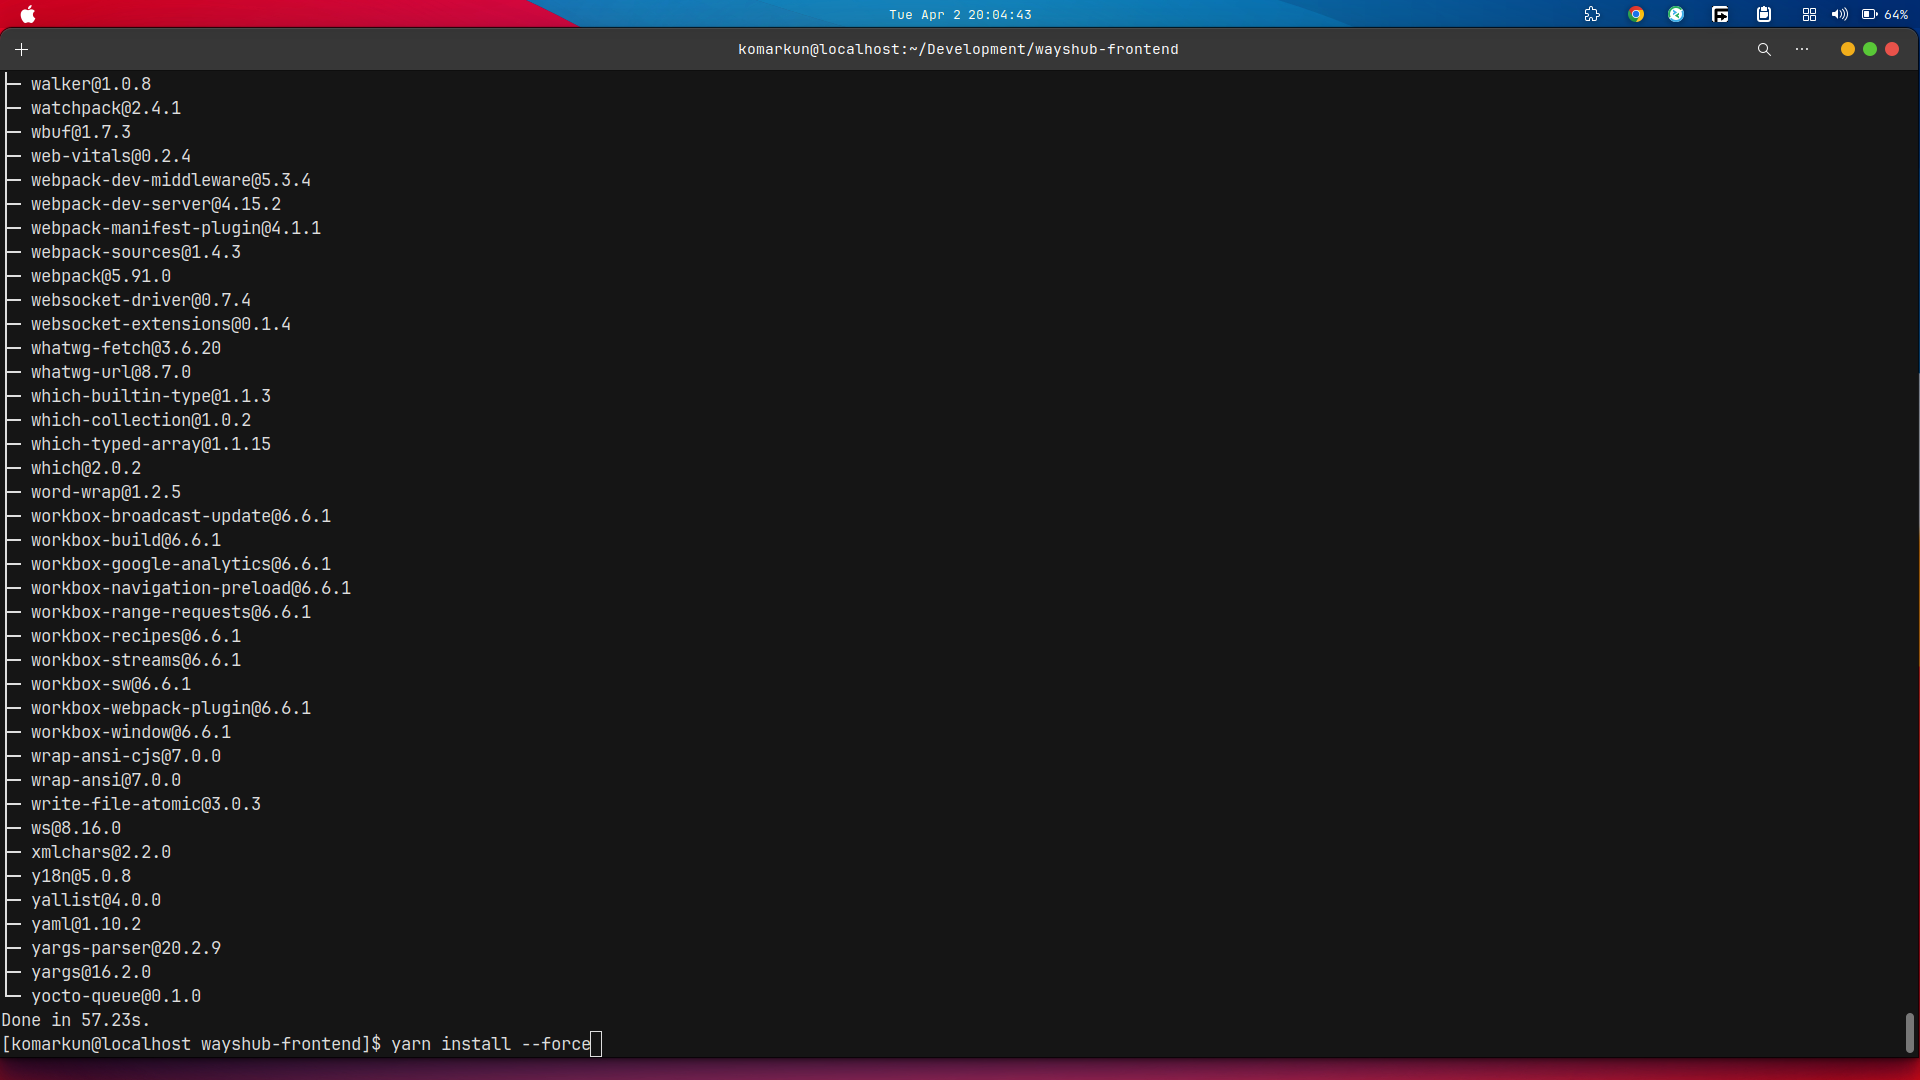 Tue Apr 2 20:04:43
64%
komarkun@localhost:~/Development/wayshub-frontend
├─ walker@1.0.8
├─ watchpack@2.4.1
├─ wbuf@1.7.3
├─ web-vitals@0.2.4
├─ webpack-dev-middleware@5.3.4
├─ webpack-dev-server@4.15.2
├─ webpack-manifest-plugin@4.1.1
├─ webpack-sources@1.4.3
├─ webpack@5.91.0
├─ websocket-driver@0.7.4
├─ websocket-extensions@0.1.4
├─ whatwg-fetch@3.6.20
├─ whatwg-url@8.7.0
├─ which-builtin-type@1.1.3
├─ which-collection@1.0.2
├─ which-typed-array@1.1.15
├─ which@2.0.2
├─ word-wrap@1.2.5
├─ workbox-broadcast-update@6.6.1
├─ workbox-build@6.6.1
├─ workbox-google-analytics@6.6.1
├─ workbox-navigation-preload@6.6.1
├─ workbox-range-requests@6.6.1
├─ workbox-recipes@6.6.1
├─ workbox-streams@6.6.1
├─ workbox-sw@6.6.1
├─ workbox-webpack-plugin@6.6.1
├─ workbox-window@6.6.1
├─ wrap-ansi-cjs@7.0.0
├─ wrap-ansi@7.0.0
├─ write-file-atomic@3.0.3
├─ ws@8.16.0
├─ xmlchars@2.2.0
├─ y18n@5.0.8
├─ yallist@4.0.0
├─ yaml@1.10.2
├─ yargs-parser@20.2.9
├─ yargs@16.2.0
└─ yocto-queue@0.1.0
Done in 57.23s.
[komarkun@localhost wayshub-frontend]$ yarn install --force